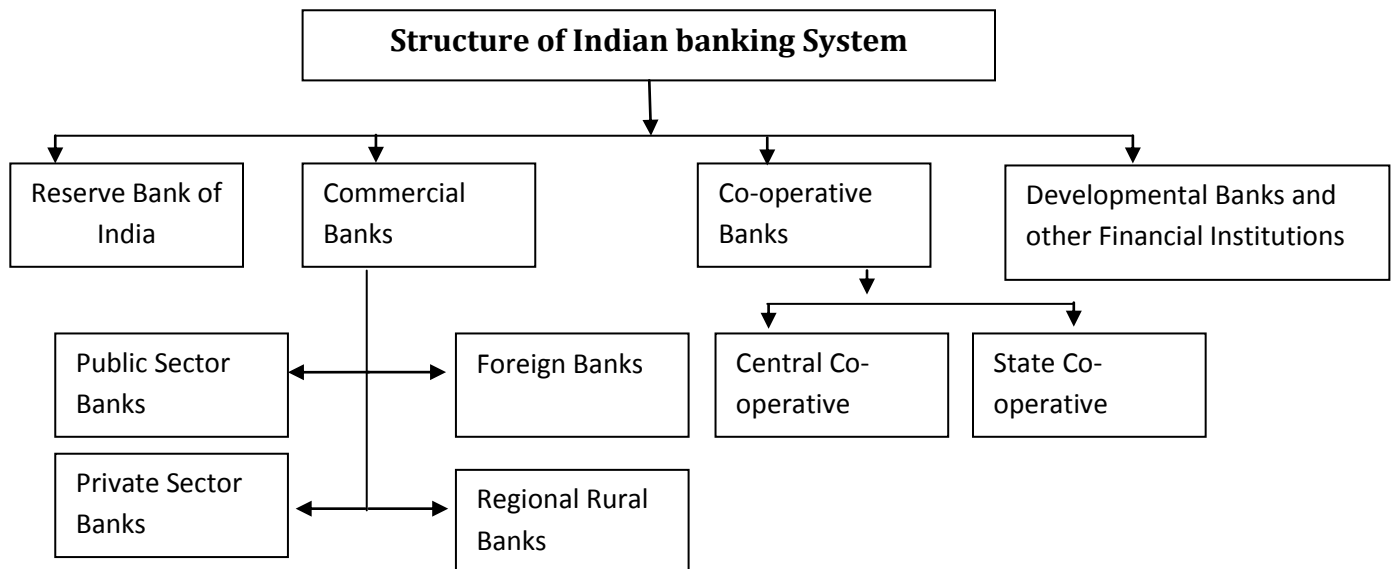 Structure of Indian banking System
Reserve Bank of
India
Commercial
Banks
Co-operative
Banks
Developmental Banks and
other Financial Institutions
Public Sector
Banks
Foreign Banks
Central Co-
operative
State Co-
operative
Private Sector
Banks
Regional Rural
Banks